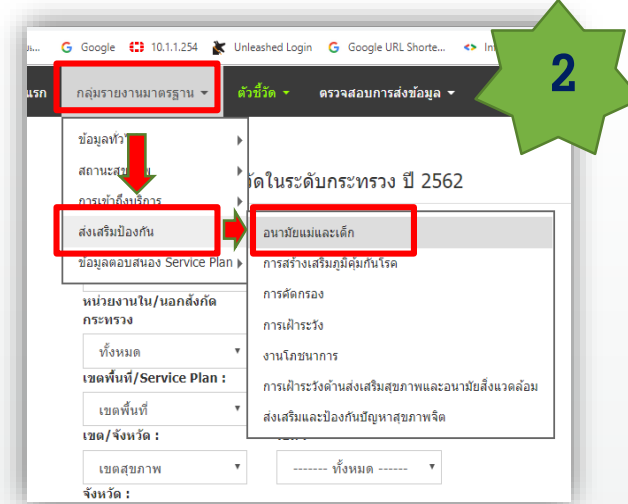 Google 10.1.1.254 Unleashed Login Google URL Shorte...
2
แรก กลุ่มรายงานมาตรฐาน ตัวชี้วัด ตรวจสอบการส่งข้อมูล
ข้อมูลทั่วไป
วัดในระดับกระทรวง ปี 2562
การเข้าถึงบริการ
ส่งเสริมป้องกัน
อนามัยแม่และเด็ก
ข้อมูลตอบสนอง Service Plan
การสร้างเสริมภูมิคุ้มกันโรค
หน่วยงานใน/นอกสังกัด
กระทรวง
การคัดกรอง
การเฝ้าระวัง
ทั้งหมด
งานโภชนาการ
เขตพื้นที่/Service Plan :
การเฝ้าระวังด้านส่งเสริมสุขภาพและอนามัยสิ่งแวดล้อม
เขตพื้นที่
ส่งเสริมและป้องกันปัญหาสุขภาพจิต
เขต/จังหวัด :
เขตสุขภาพ
------- ทั้งหมด ------
จังหวัด :